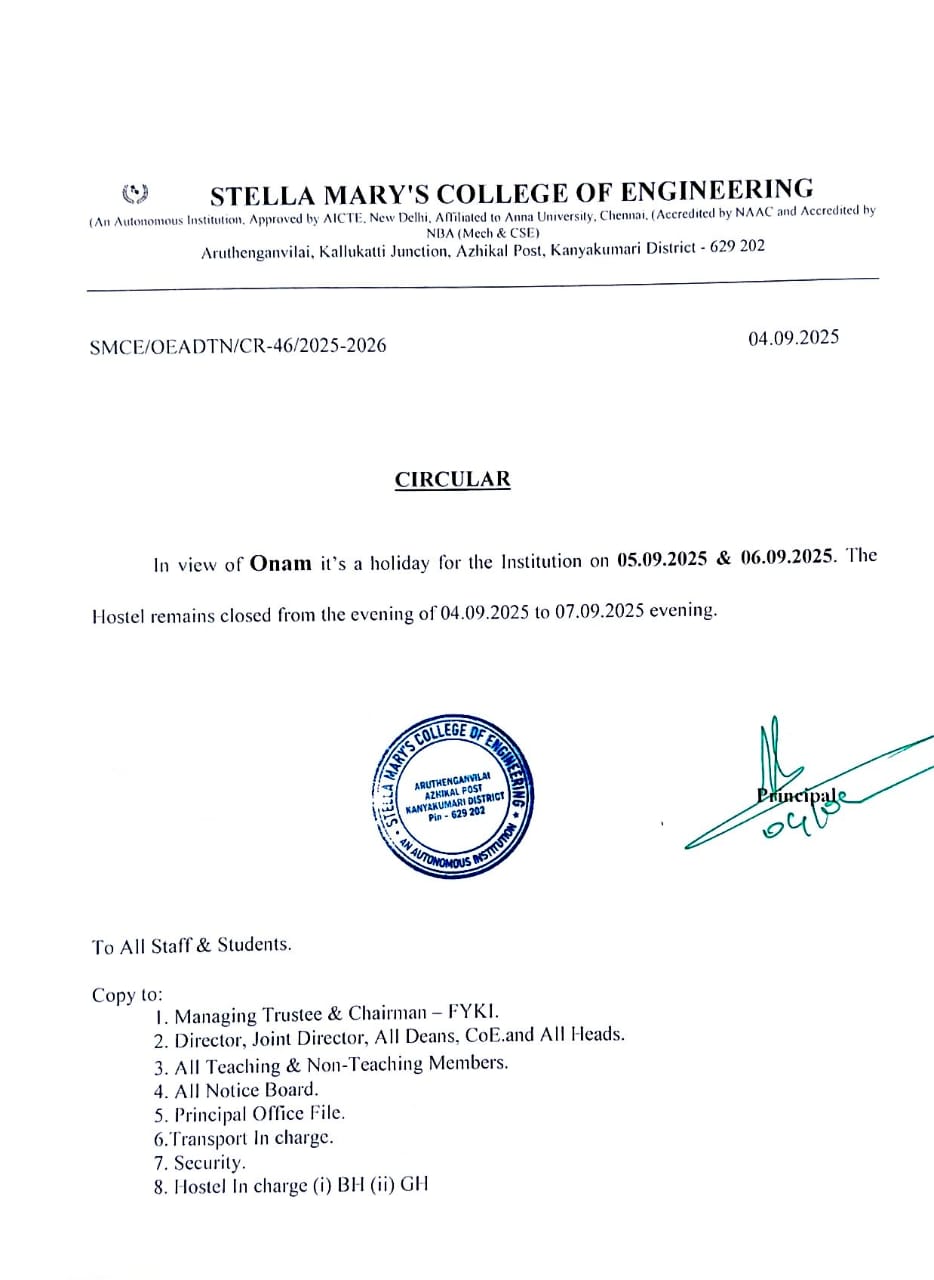 STELLA MARY'S COLLEGE OF ENGINEERING
(An Autonomous Institution, Approved by AICTE, New Delhi, Affiliated to Anna University, Chennai, (Accredited by NAAC and Accredited by
NBA (Mech & CSE)
Aruthenganvilai, Kallukatti Junction, Azhikal Post, Kanyakumari District - 629 202
SMCE/OEADTN/CR-46/2025-2026 04.09.2025
CIRCULAR
In view of Onam it's a holiday for the Institution on 05.09.2025 & 06.09.2025. The
Hostel remains closed from the evening of 04.09.2025 to 07.09.2025 evening.
STELLA MARY'S COLLEGE OF ENGINEERING
ARUTHENGANVILAI
AZHIKAL POST
KANYAKUMARI DISTRICT
Pin - 629 202
AN AUTONOMOUS INSTITUTION
Principal
To All Staff & Students.
Copy to:
1. Managing Trustee & Chairman – FYKI.
2. Director, Joint Director, All Deans, CoE.and All Heads.
3. All Teaching & Non-Teaching Members.
4. All Notice Board.
5. Principal Office File.
6.Transport In charge.
7. Security.
8. Hostel In charge (i) BH (ii) GH